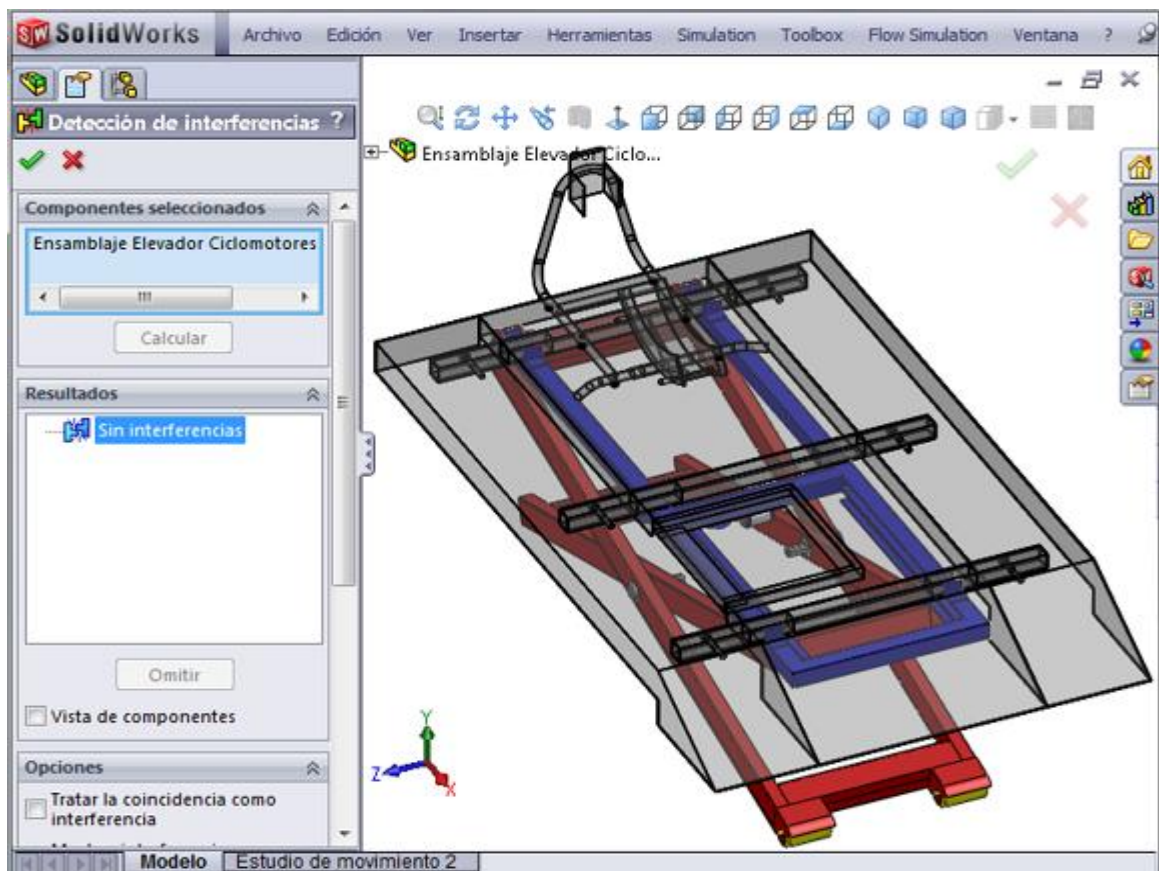 SolidWorks Archivo Edición Ver Insertar Herramientas Simulation Toolbox Flow Simulation Ventana ?
Detección de interferencias ?
Componentes seleccionados
Ensamblaje Elevador Ciclomotores
Calcular
Resultados
Sin interferencias
Omitir
Vista de componentes
Opciones
Tratar la coincidencia como
interferencia
Ensamblaje Elevador Ciclo...
Y
Z
X
Modelo Estudio de movimiento 2